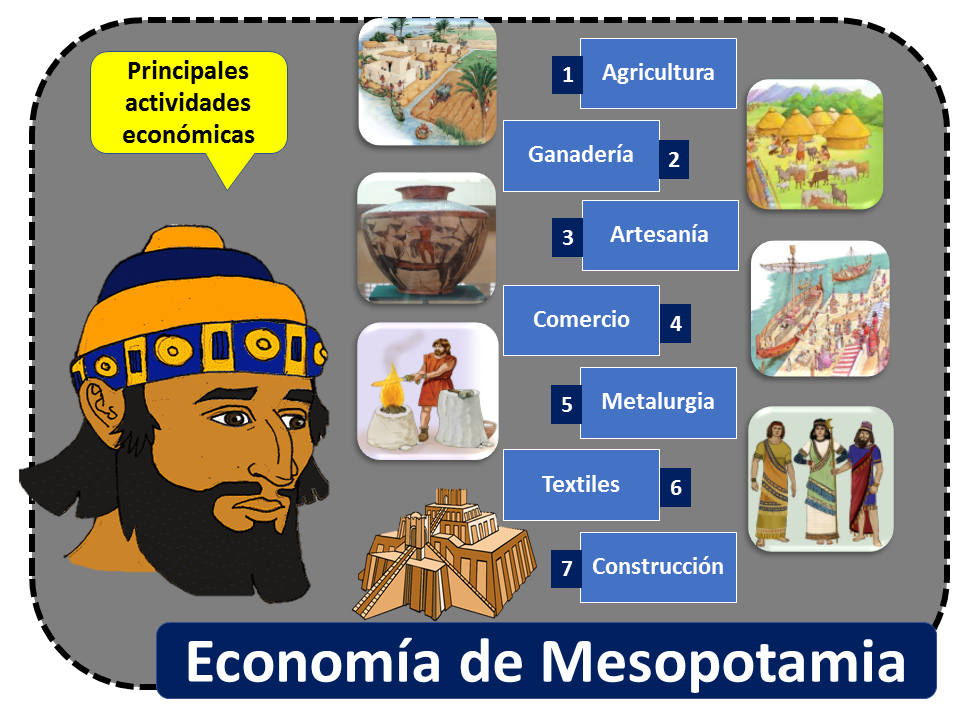 Principales
actividades
económicas
1
Agricultura
Ganadería
2
3
Artesanía
Comercio
4
5
Metalurgia
Textiles
6
7
Construcción
Economía de Mesopotamia